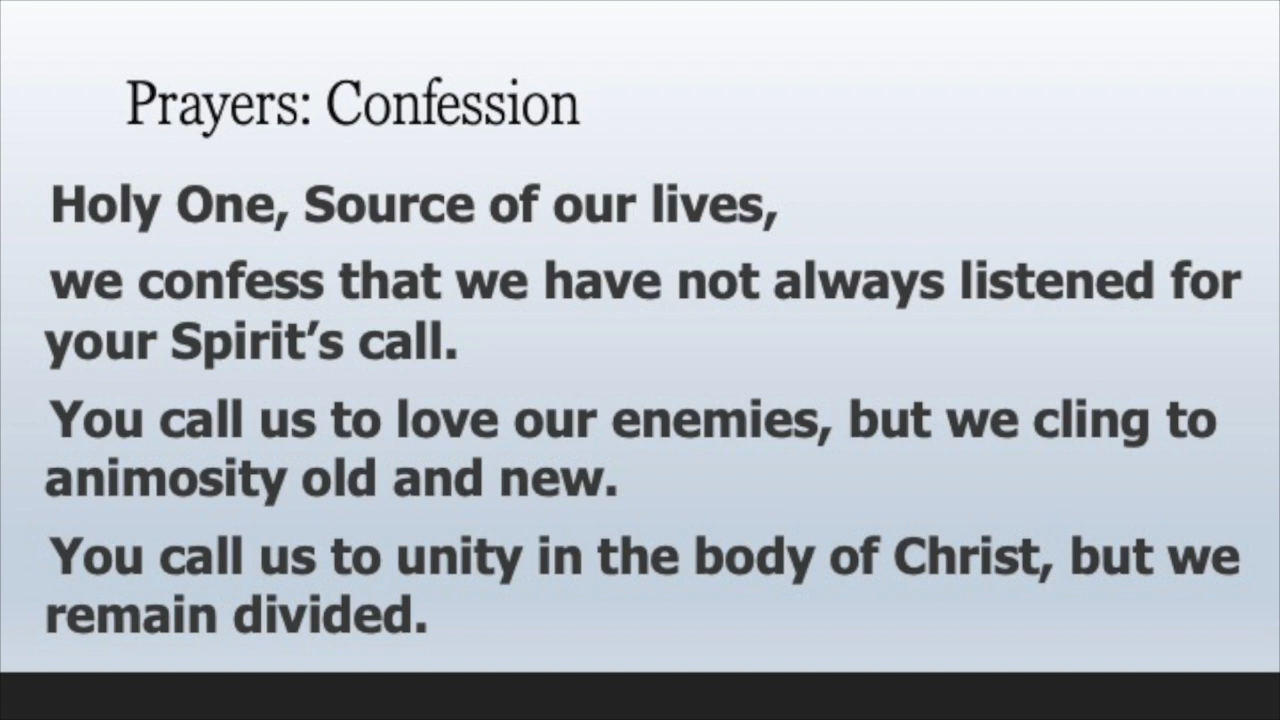 Prayers: Confession
Holy One, Source of our lives,
we confess that we have not always listened for
your Spirit’s call.
You call us to love our enemies, but we cling to
animosity old and new.
You call us to unity in the body of Christ, but we
remain divided.